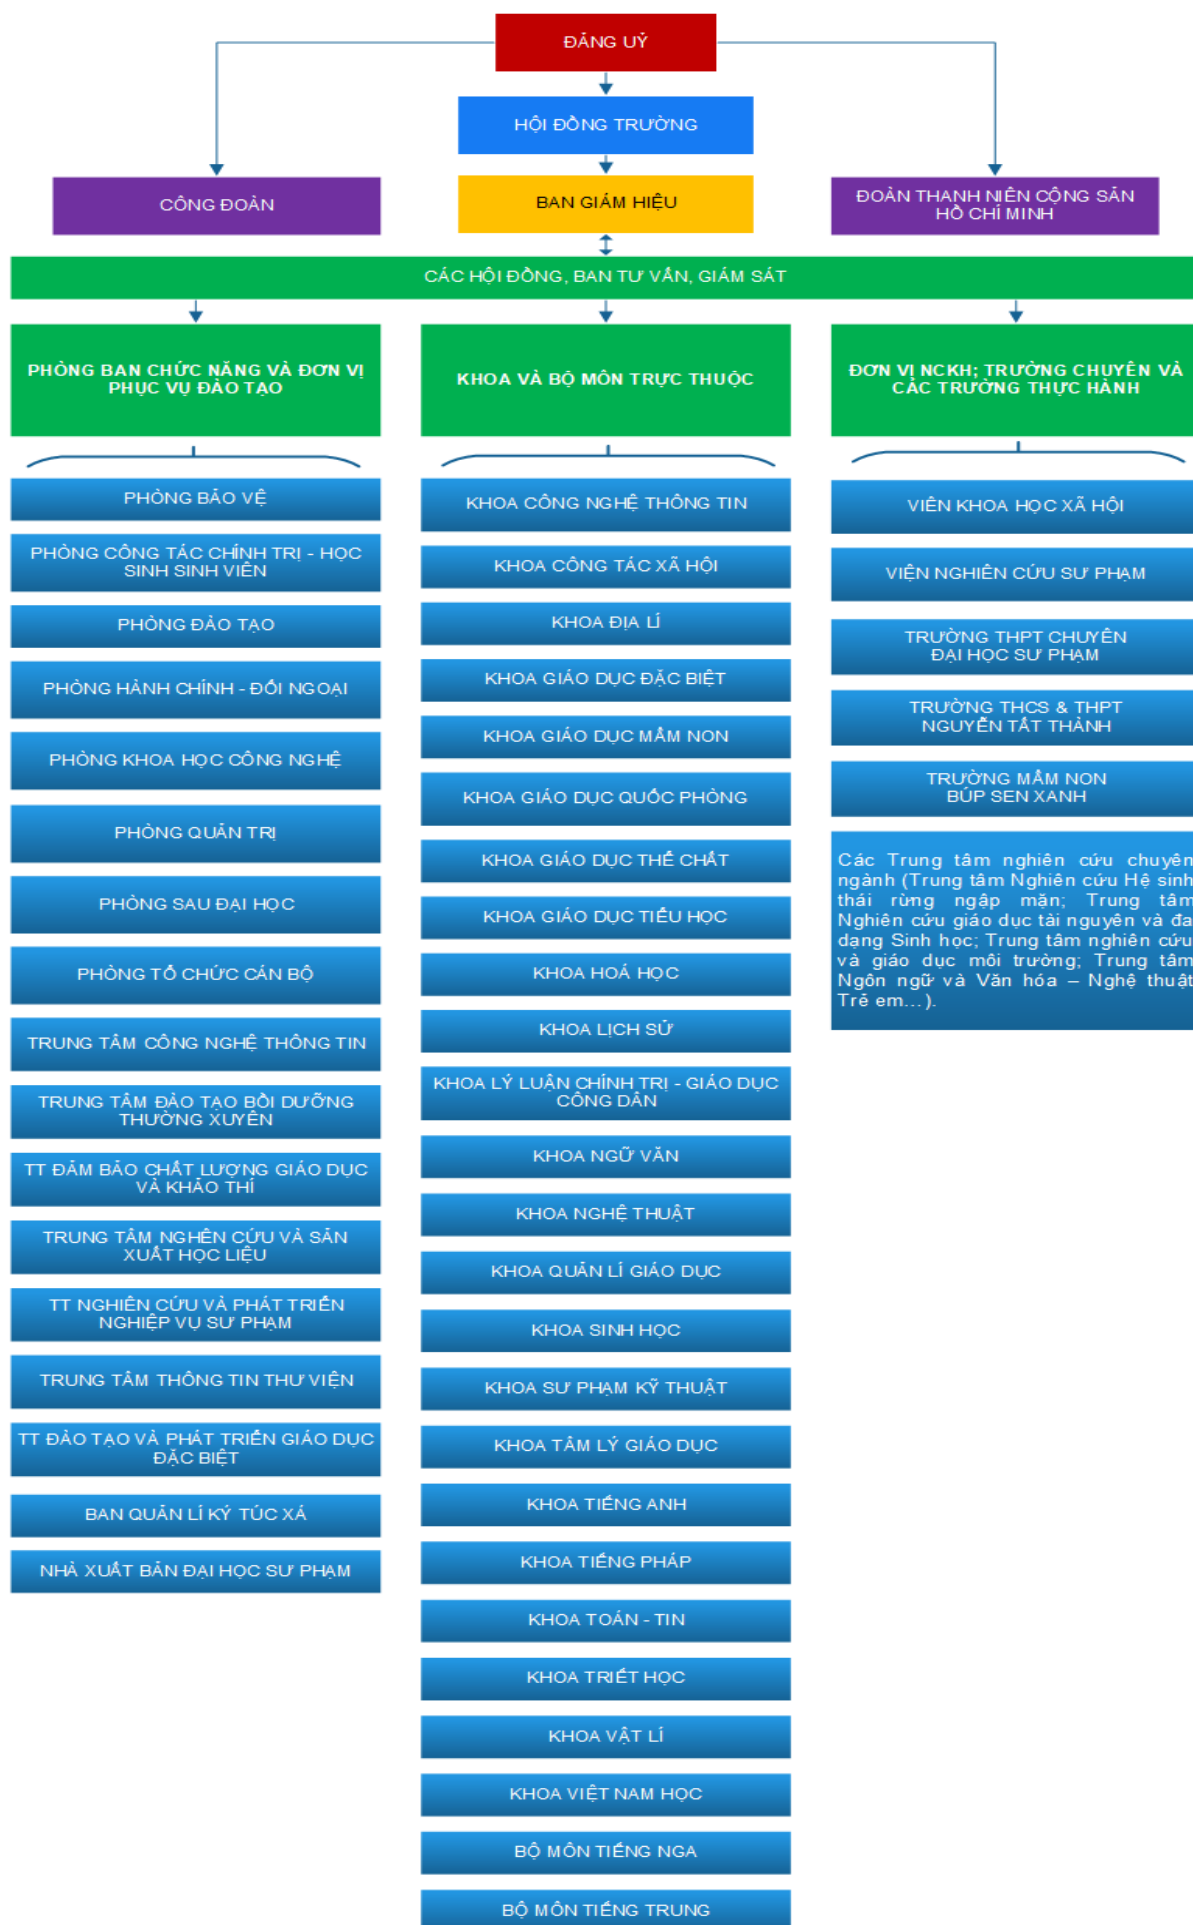 ĐẢNG UỶ
HỘI ĐỒNG TRƯỜNG
CÔNG ĐOÀN
BAN GIÁM HIỆU
ĐOÀN THANH NIÊN CỘNG SẢN
HỒ CHÍ MINH
CÁC HỘI ĐỒNG, BAN TƯ VẤN, GIÁM SÁT
PHÒNG BAN CHỨC NĂNG VÀ ĐƠN VỊ
PHỤC VỤ ĐÀO TẠO
PHÒNG BẢO VỆ
PHÒNG CÔNG TÁC CHÍNH TRỊ - HỌC
SINH SINH VIÊN
PHÒNG ĐÀO TẠO
PHÒNG HÀNH CHÍNH - ĐỐI NGOẠI
PHÒNG KHOA HỌC CÔNG NGHỆ
PHÒNG QUẢN TRỊ
PHÒNG SAU ĐẠI HỌC
PHÒNG TỔ CHỨC CÁN BỘ
TRUNG TÂM CÔNG NGHỆ THÔNG TIN
TRUNG TÂM ĐÀO TẠO BỒI DƯỠNG
THƯỜNG XUYÊN
TT ĐẢM BẢO CHẤT LƯỢNG GIÁO DỤC
VÀ KHẢO THÍ
TRUNG TÂM NGHÊN CỨU VÀ SẢN
XUẤT HỌC LIỆU
TT NGHIÊN CỨU VÀ PHÁT TRIỂN
NGHIỆP VỤ SƯ PHẠM
TRUNG TÂM THÔNG TIN THƯ VIỆN
TT ĐÀO TẠO VÀ PHÁT TRIỂN GIÁO DỤC
ĐẶC BIỆT
BAN QUẢN LÍ KÝ TÚC XÁ
NHÀ XUẤT BẢN ĐẠI HỌC SƯ PHẠM
KHOA VÀ BỘ MÔN TRỰC THUỘC
KHOA CÔNG NGHỆ THÔNG TIN
KHOA CÔNG TÁC XÃ HỘI
KHOA ĐỊA LÍ
KHOA GIÁO DỤC ĐẶC BIỆT
KHOA GIÁO DỤC MẦM NON
KHOA GIÁO DỤC QUỐC PHÒNG
KHOA GIÁO DỤC THỂ CHẤT
KHOA GIÁO DỤC TIỂU HỌC
KHOA HOÁ HỌC
KHOA LỊCH SỬ
KHOA LÝ LUẬN CHÍNH TRỊ - GIÁO DỤC
CÔNG DÂN
KHOA NGỮ VĂN
KHOA NGHỆ THUẬT
KHOA QUẢN LÍ GIÁO DỤC
KHOA SINH HỌC
KHOA SƯ PHẠM KỸ THUẬT
KHOA TÂM LÝ GIÁO DỤC
KHOA TIẾNG ANH
KHOA TIẾNG PHÁP
KHOA TOÁN - TIN
KHOA TRIẾT HỌC
KHOA VẬT LÍ
KHOA VIỆT NAM HỌC
BỘ MÔN TIẾNG NGA
BỘ MÔN TIẾNG TRUNG
ĐƠN VỊ NCKH; TRƯỜNG CHUYÊN VÀ
CÁC TRƯỜNG THỰC HÀNH
VIÊN KHOA HỌC XÃ HỘI
VIỆN NGHIÊN CỨU SƯ PHẠM
TRƯỜNG THPT CHUYÊN
ĐẠI HỌC SƯ PHẠM
TRƯỜNG THCS & THPT
NGUYỄN TẤT THÀNH
TRƯỜNG MẦM NON
BÚP SEN XANH
Các Trung tâm nghiên cứu chuyên
ngành (Trung tâm Nghiên cứu Hệ sinh
thái rừng ngập mặn; Trung tâm
Nghiên cứu giáo dục tài nguyên và đa
dạng Sinh học; Trung tâm nghiên cứu
và giáo dục môi trường; Trung tâm
Ngôn ngữ và Văn hóa – Nghệ thuật
Trẻ em...).